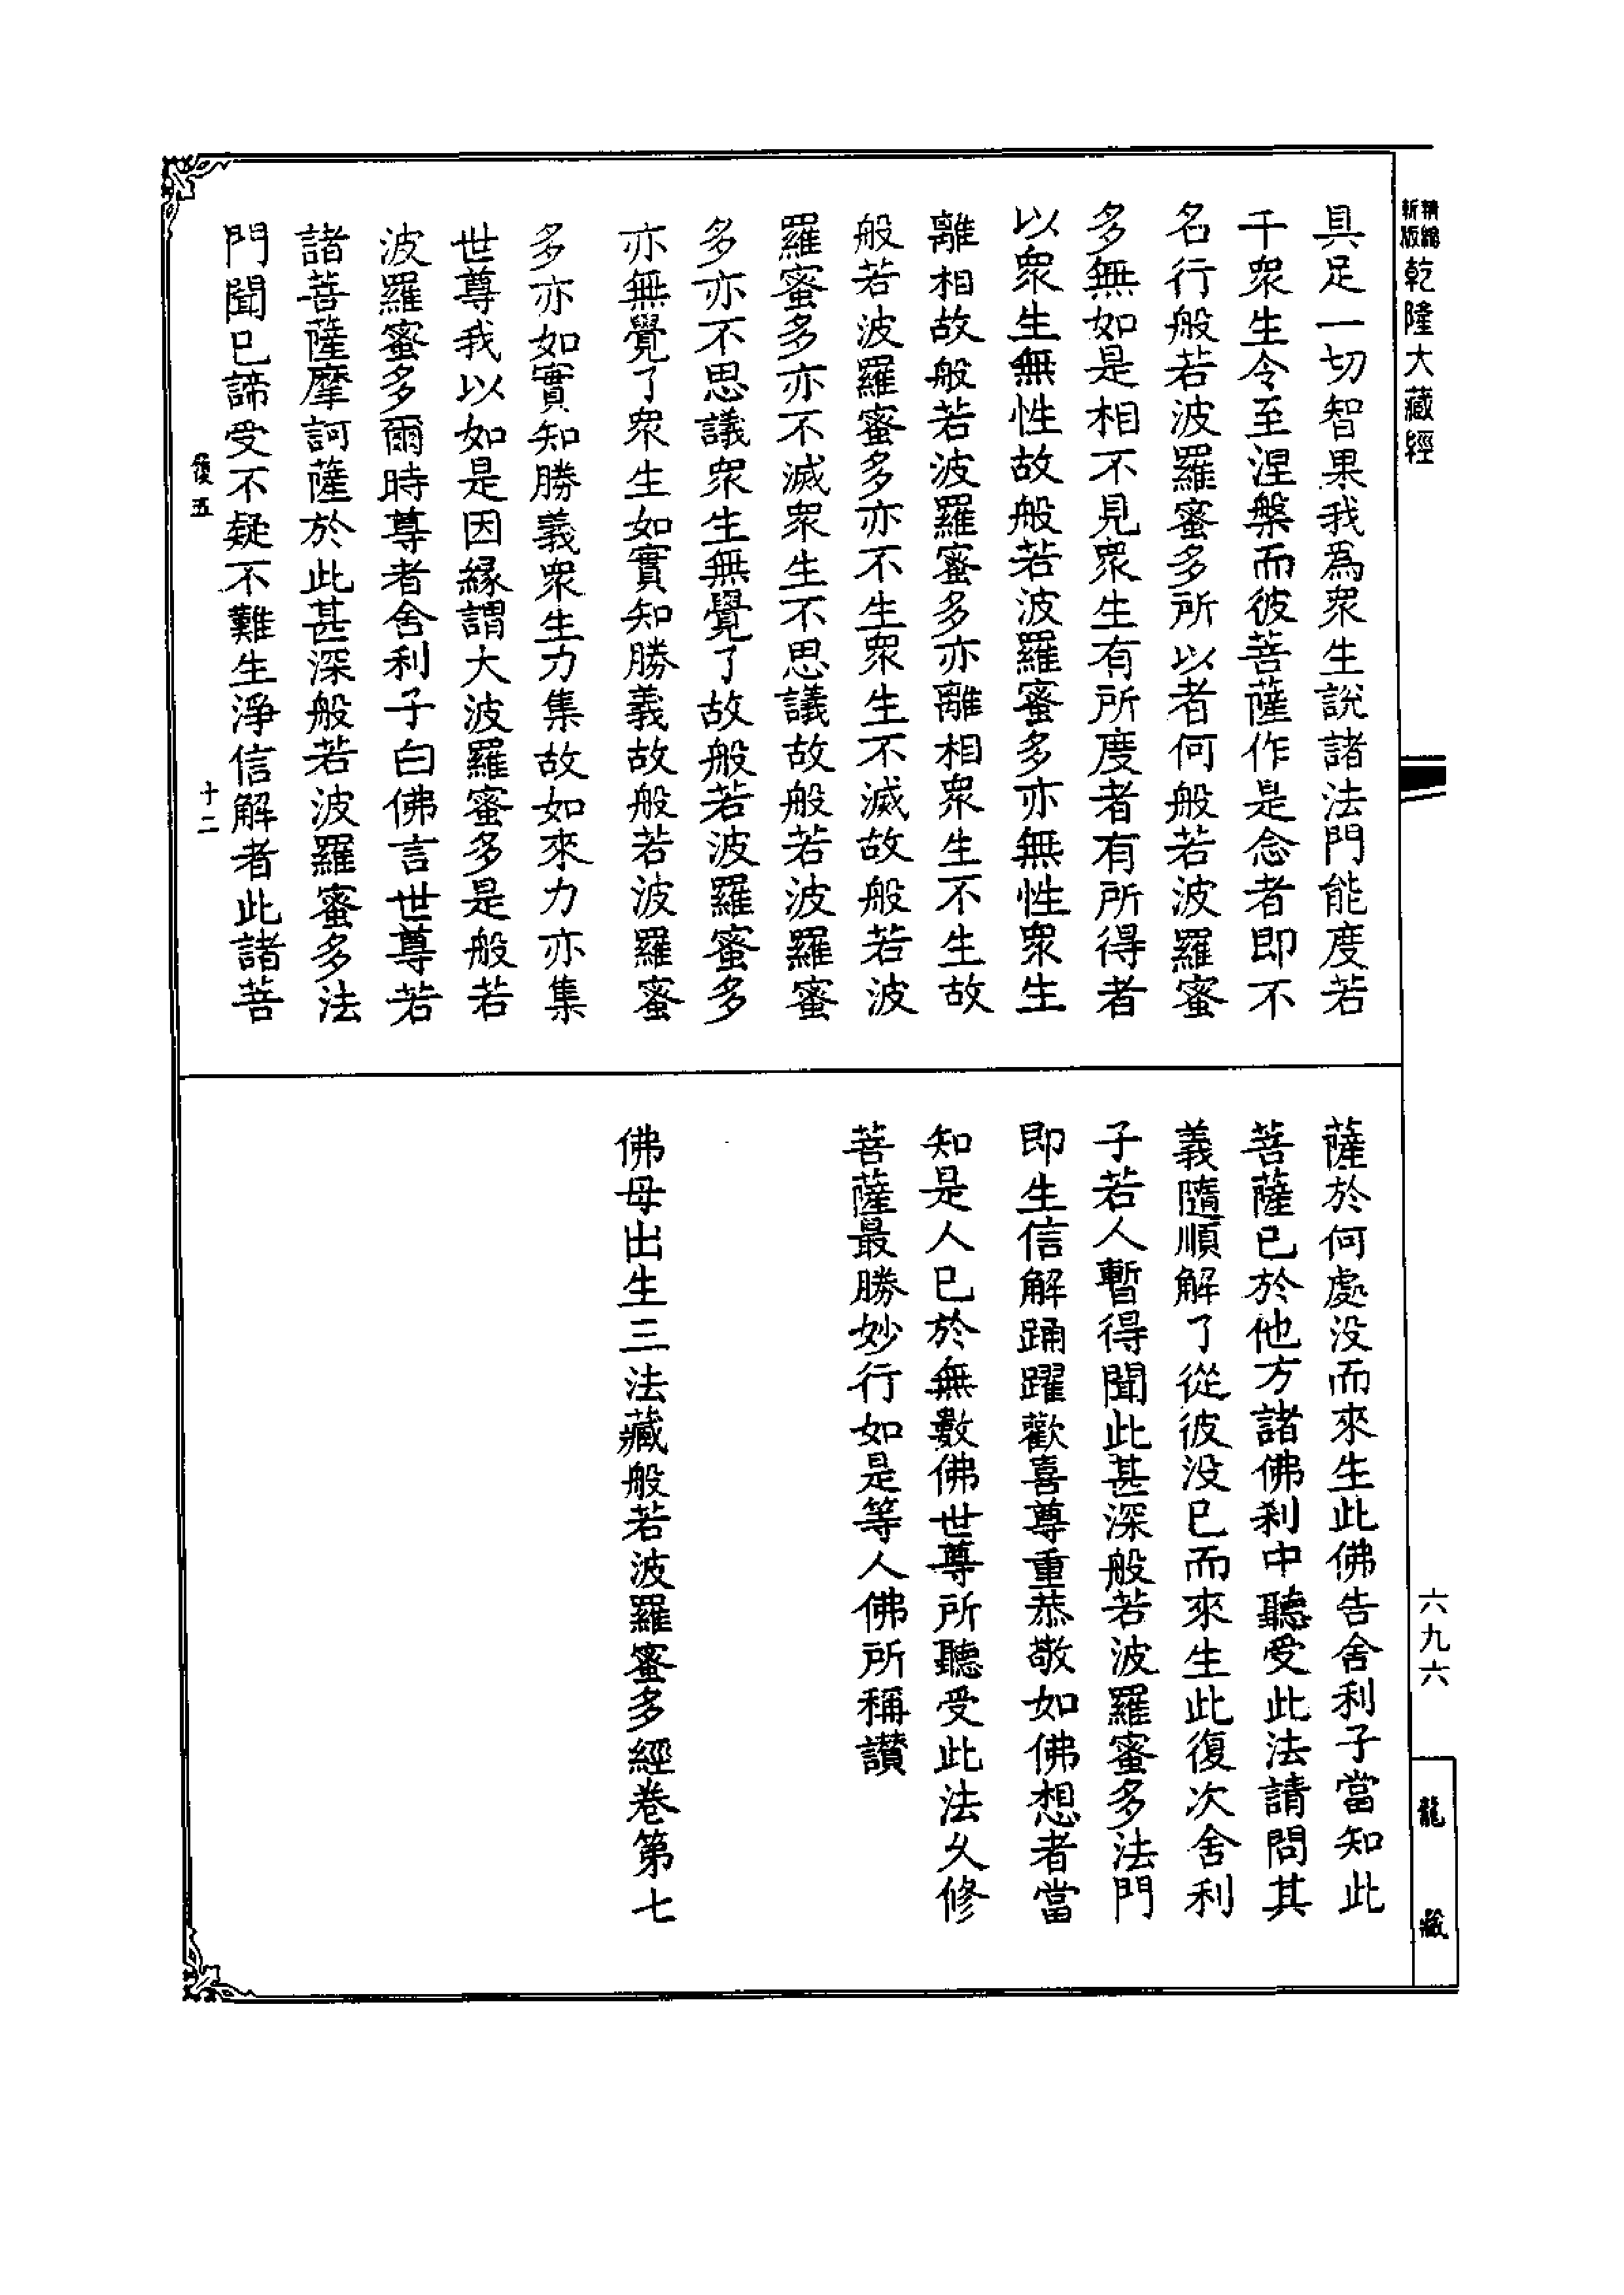 精縮
新版
乾隆大藏經
六九六
龍藏
具足一切智果我為眾生說諸法門能度若
干眾生令至涅槃而彼菩薩作是念者即不
名行般若波羅蜜多所以者何般若波羅蜜
多無如是相不見眾生有所度者有所得者
以眾生無性故般若波羅蜜多亦無性眾生
離相故般若波羅蜜多亦離相眾生不生故
般若波羅蜜多亦不生眾生不滅故般若波
羅蜜多亦不滅眾生不思議故般若波羅蜜
多亦不思議眾生無覺了故般若波羅蜜多
亦無覺了眾生如實知勝義故般若波羅蜜
多亦如實知勝義眾生力集故如來力亦集
世尊我以如是因緣謂大波羅蜜多是般若
波羅蜜多爾時尊者舍利子白佛言世尊若
諸菩薩摩訶薩於此甚深般若波羅蜜多法
門聞已諦受不疑不難生淨信解者此諸菩
五
十二
薩於何處没而來生此佛告舍利子當知此
菩薩已於他方諸佛剎中聽受此法請問其
義隨順解了從彼没已而來生此復次舍利
子若人暫得聞此甚深般若波羅蜜多法門
即生信解踊躍歡喜尊重恭敬如佛想者當
知是人已於無數佛世尊所聽受此法久修
菩薩最勝妙行如是等人佛所稱讚
佛母出生三法藏般若波羅蜜多經卷第七